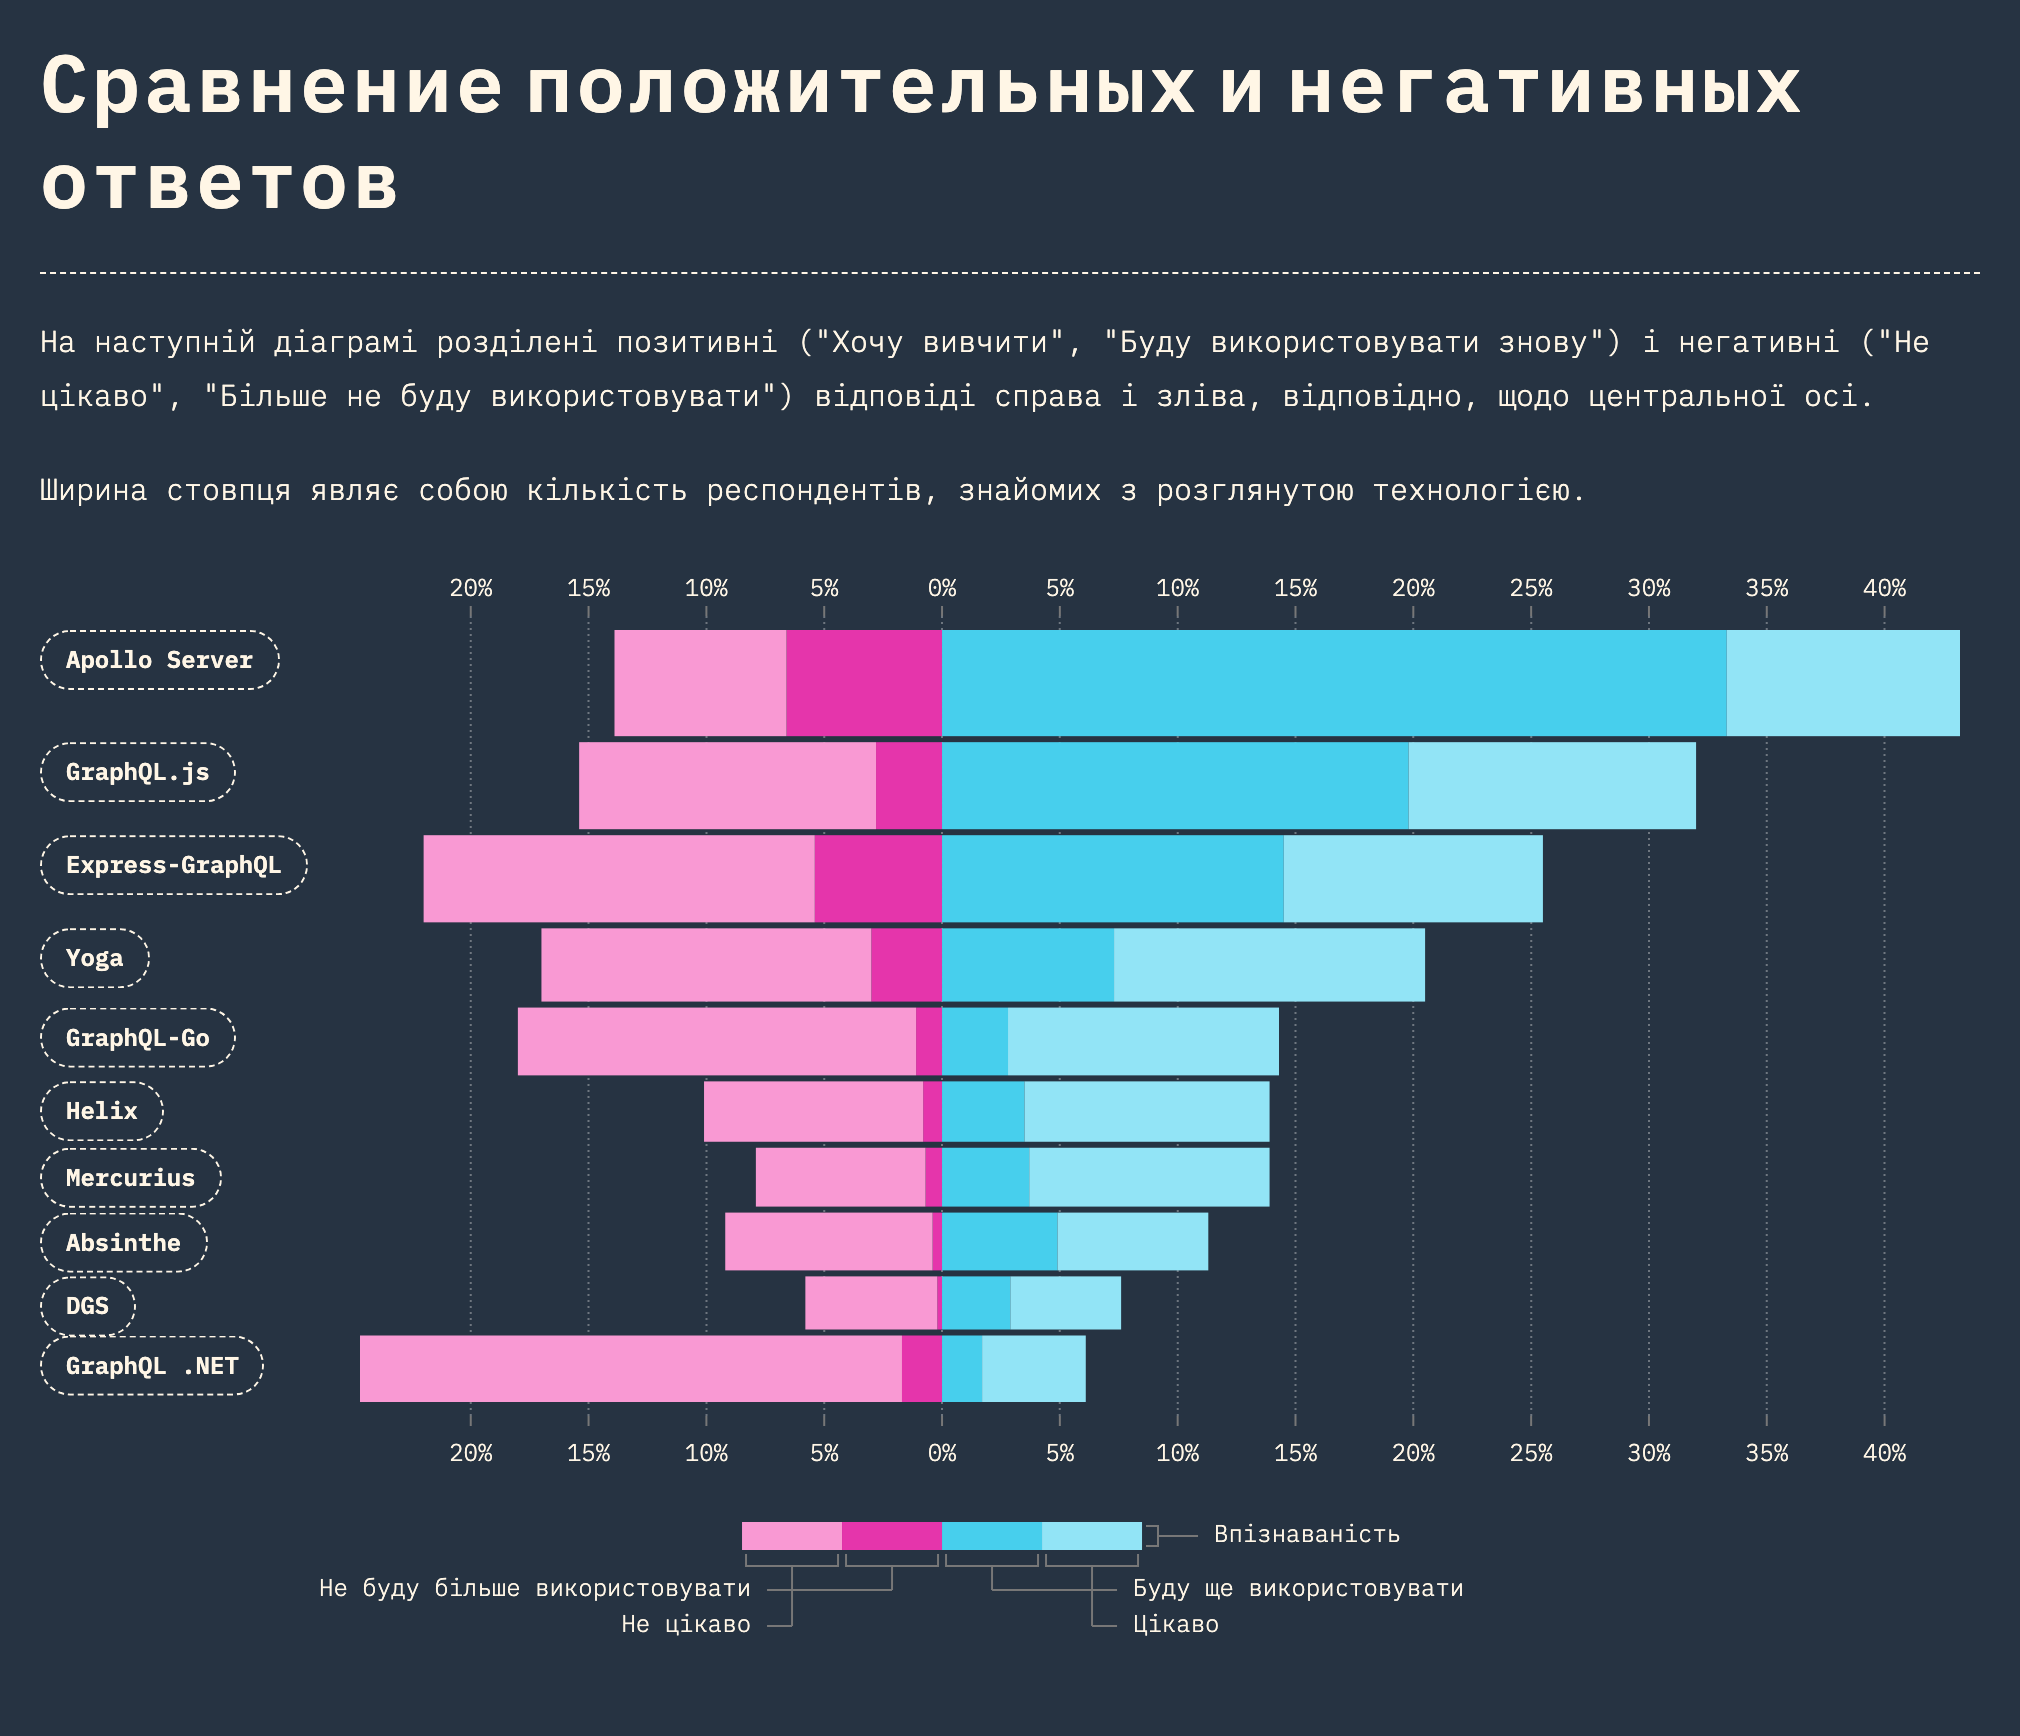 Сравнение положительных и негативных
ответов
На наступній діаграмі розділені позитивні ("Хочу вивчити", "Буду використовувати знову") і негативні ("Не
цікаво", "Більше не буду використовувати") відповіді справа і зліва, відповідно, щодо центральної осі.
Ширина стовпця являє собою кількість респондентів, знайомих з розглянутою технологією.
20% 15% 10% 5% 0% 5% 10% 15% 20% 25% 30% 35% 40%
Apollo Server
GraphQL.js
Express-GraphQL
Yoga
GraphQL-Go
Helix
Mercurius
Absinthe
DGS
GraphQL .NET
20% 15% 10% 5% 0% 5% 10% 15% 20% 25% 30% 35% 40%
Впізнаваність
Не буду більше використовувати Буду ще використовувати
Не цікаво Цікаво